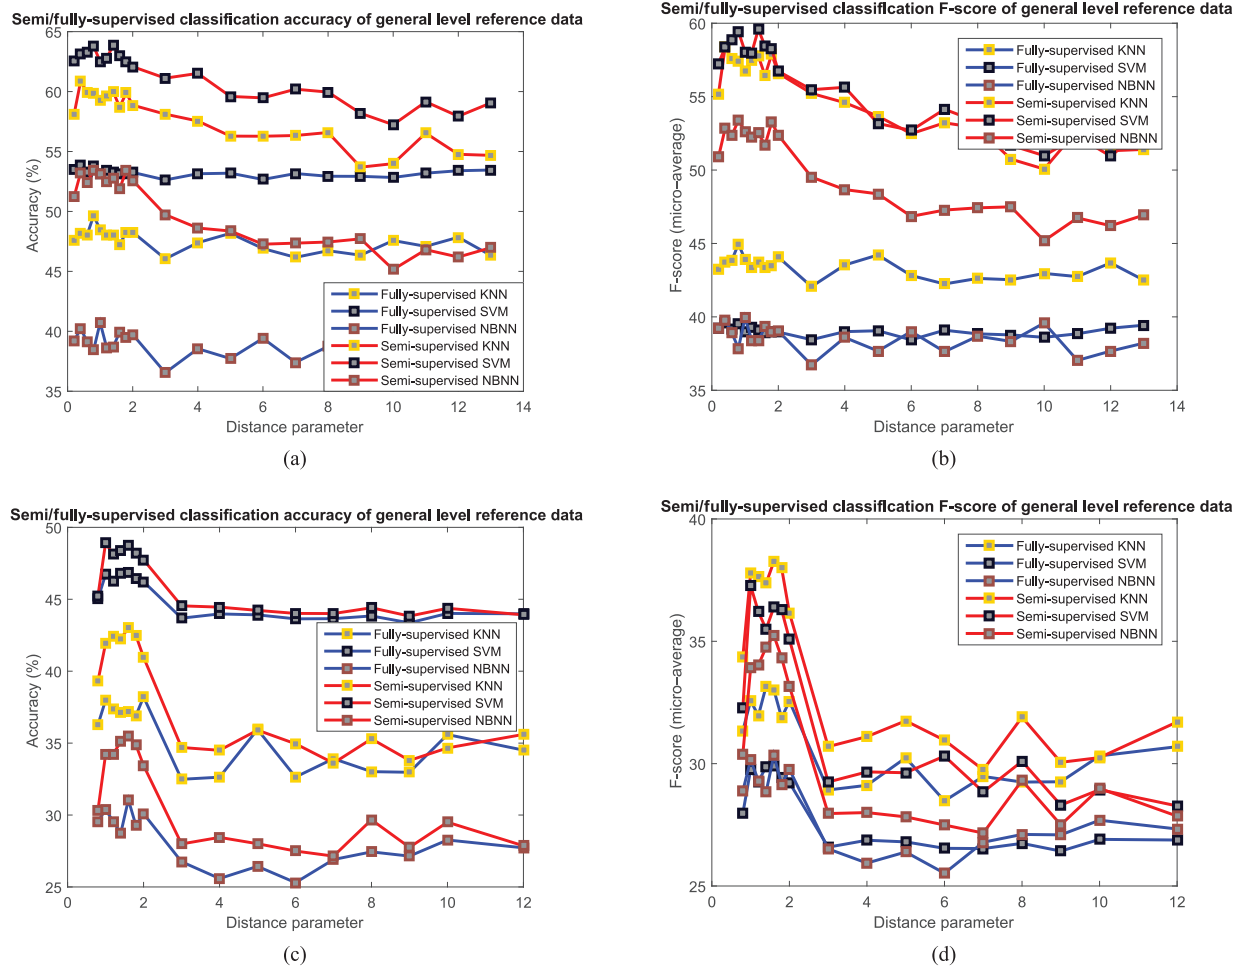 Semi/fully-supervised classification accuracy of general level reference data
65
60
55
50
45
40
35
Accuracy (%)
Fully-supervised KNN
Fully-supervised SVM
Fully-supervised NBNN
Semi-supervised KNN
Semi-supervised SVM
Semi-supervised NBNN
0 2 4 6 8 10 12 14
Distance parameter
(a)
Semi/fully-supervised classification F-score of general level reference data
60
55
50
45
40
35
F-score (micro-average)
Fully-supervised KNN
Fully-supervised SVM
Fully-supervised NBNN
Semi-supervised KNN
Semi-supervised SVM
Semi-supervised NBNN
0 2 4 6 8 10 12 14
Distance parameter
(b)
Semi/fully-supervised classification accuracy of general level reference data
50
45
40
35
30
25
Accuracy (%)
Fully-supervised KNN
Fully-supervised SVM
Fully-supervised NBNN
Semi-supervised KNN
Semi-supervised SVM
Semi-supervised NBNN
0 2 4 6 8 10 12
Distance parameter
(c)
Semi/fully-supervised classification F-score of general level reference data
40
35
30
25
F-score (micro-average)
Fully-supervised KNN
Fully-supervised SVM
Fully-supervised NBNN
Semi-supervised KNN
Semi-supervised SVM
Semi-supervised NBNN
0 2 4 6 8 10 12
Distance parameter
(d)